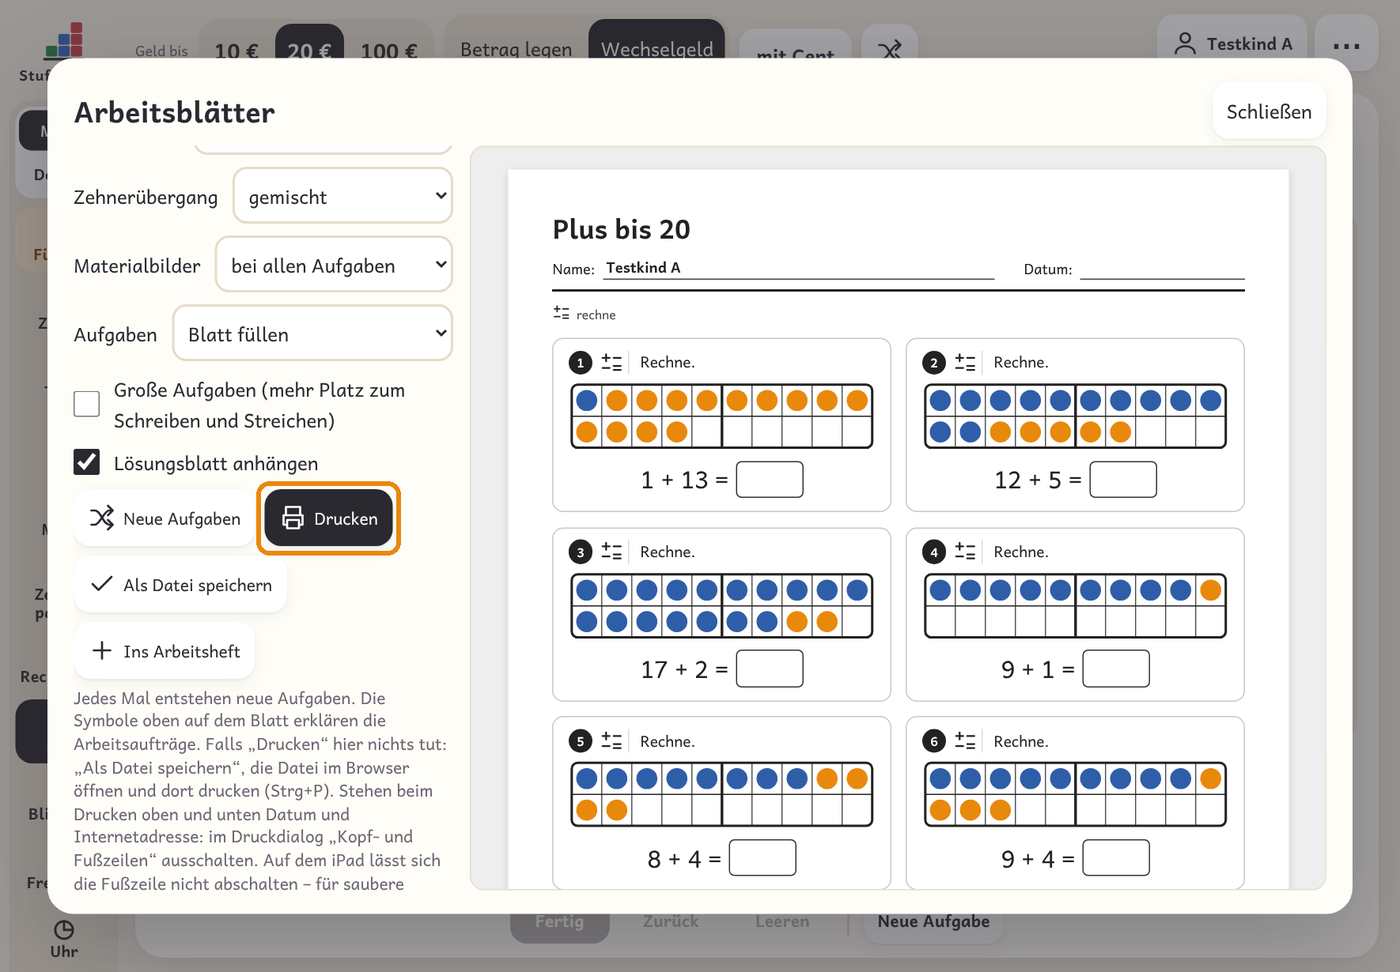 Geld bis
10 €
20 €
100 €
Betrag legen
Wechselgeld
mit Cent
Testkind A
...
Arbeitsblätter
Schließen
Zehnerübergang
gemischt
Materialbilder
bei allen Aufgaben
Aufgaben
Blatt füllen
Große Aufgaben (mehr Platz zum
Schreiben und Streichen)
Lösungsblatt anhängen
Neue Aufgaben
Drucken
Als Datei speichern
Ins Arbeitsheft
Jedes Mal entstehen neue Aufgaben. Die
Symbole oben auf dem Blatt erklären die
Arbeitsaufträge. Falls „Drucken“ hier nichts tut:
„Als Datei speichern“, die Datei im Browser
öffnen und dort drucken (Strg+P). Stehen beim
Drucken oben und unten Datum und
Internetadresse: im Druckdialog „Kopf- und
Fußzeilen“ ausschalten. Auf dem iPad lässt sich
die Fußzeile nicht abschalten – für saubere
Plus bis 20
Name: Testkind A
Datum:
rechne
1 Rechne.
1 + 13 =
2 Rechne.
12 + 5 =
3 Rechne.
17 + 2 =
4 Rechne.
9 + 1 =
5 Rechne.
8 + 4 =
6 Rechne.
9 + 4 =
Fertig
Zurück
Leeren
Neue Aufgabe
Uhr